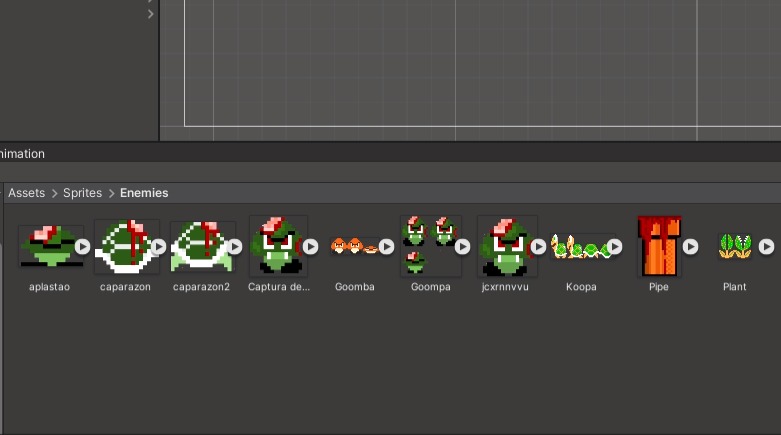 nimation
Assets > Sprites > Enemies
aplastao
caparazon
caparazon2
Captura de...
Goomba
Goompa
jcxrnnvvu
Koopa
Pipe
Plant